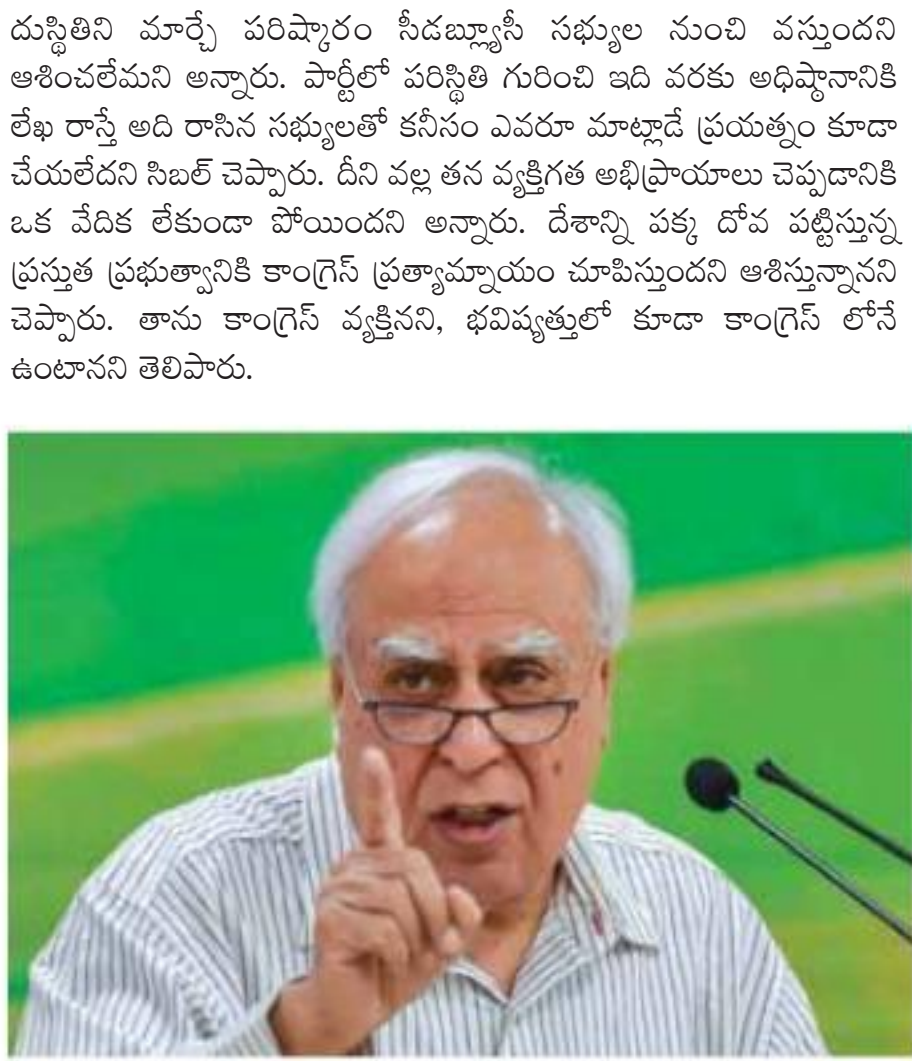 దుస్థితిని మార్చే పరిష్కారం సీడబ్ల్యూసీ సభ్యుల నుంచి వస్తుందని
ఆశించలేమని అన్నారు. పార్టీలో పరిస్థితి గురించి ఇది వరకు అధిష్ఠానానికి
లేఖ రాస్తే అది రాసిన సభ్యులతో కనీసం ఎవరూ మాట్లాడే ప్రయత్నం కూడా
చేయలేదని సిబల్ చెప్పారు. దీని వల్ల తన వ్యక్తిగత అభిప్రాయాలు చెప్పడానికి
ఒక వేదిక లేకుండా పోయిందని అన్నారు. దేశాన్ని పక్క దోవ పట్టిస్తున్న
ప్రస్తుత ప్రభుత్వానికి కాంగ్రెస్ ప్రత్యామ్నాయం చూపిస్తుందని ఆశిస్తున్నానని
చెప్పారు. తాను కాంగ్రెస్ వ్యక్తినని, భవిష్యత్తులో కూడా కాంగ్రెస్ లోనే
ఉంటానని తెలిపారు.